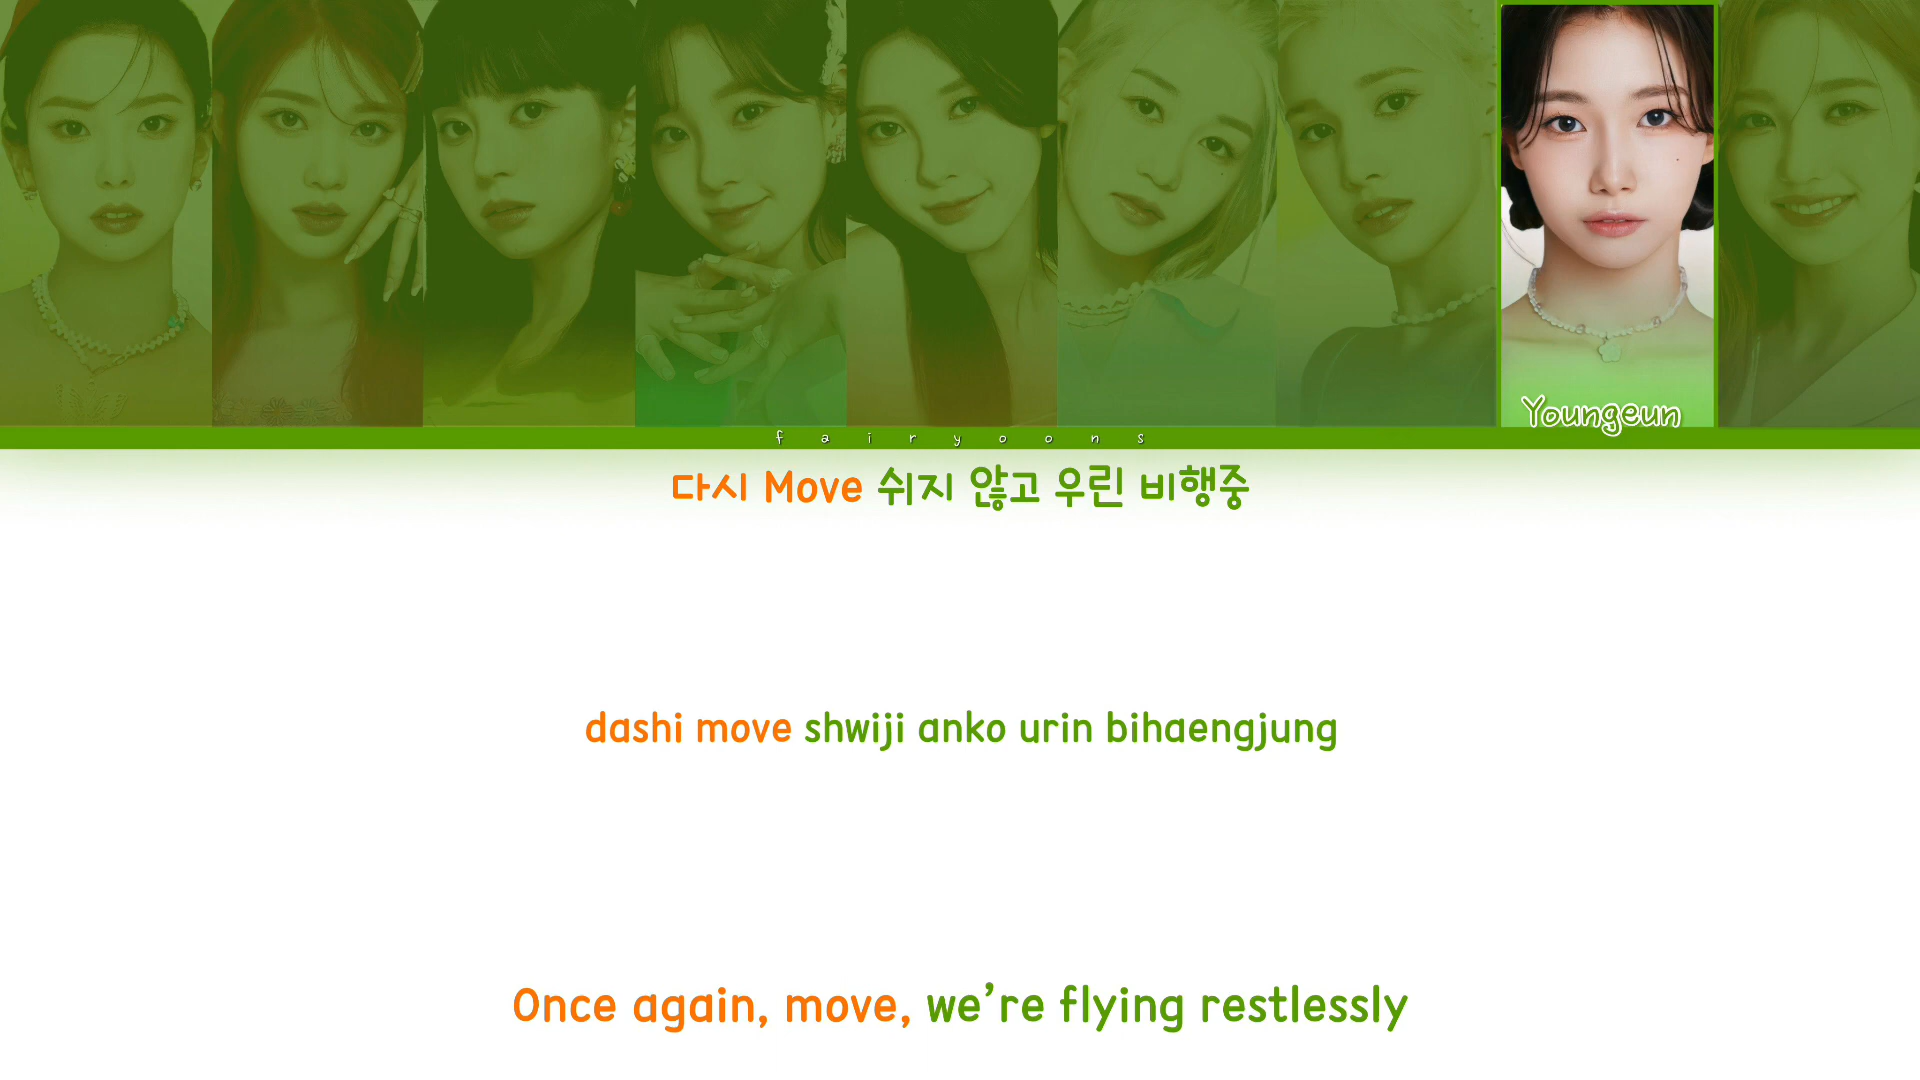 Youngeun
fairyoons
다시 Move 쉬지 않고 우린 비행중
dashi move shwiji anko urin bihaengjung
Once again, move, we’re flying restlessly